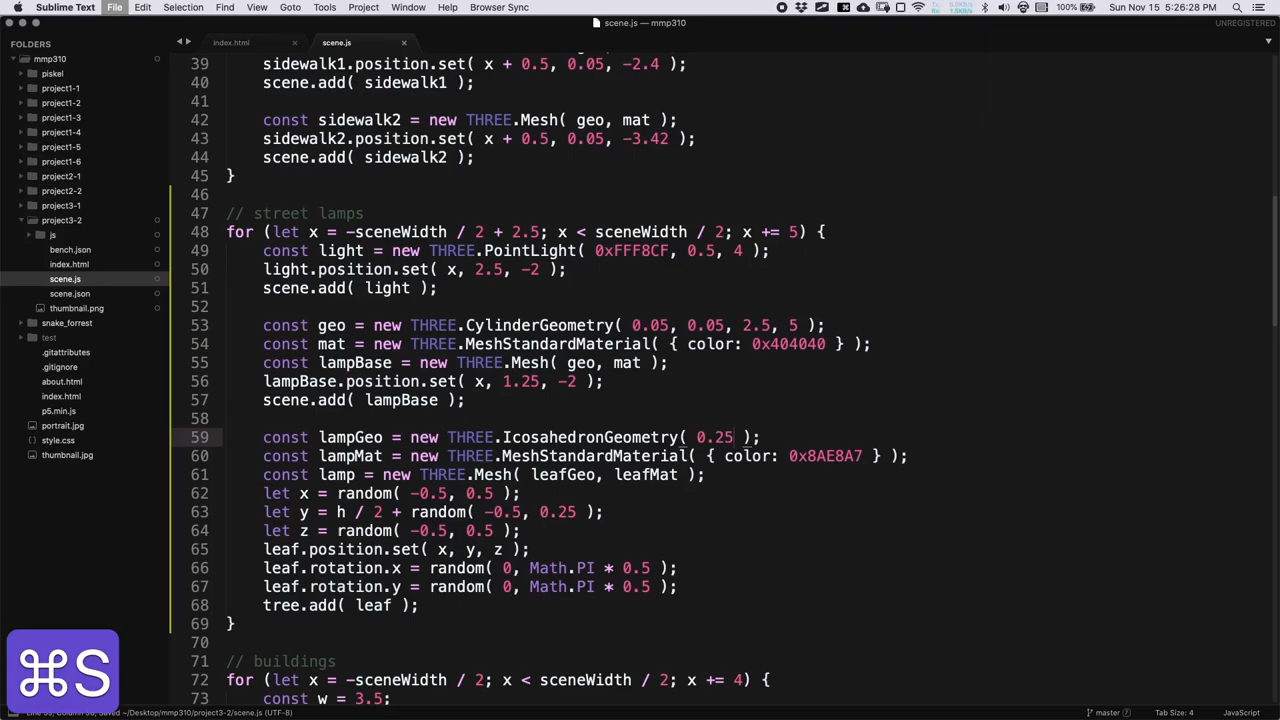 Sublime Text File Edit Selection Find View Goto Tools Project Window Help Browser Sync 100% Sun Nov 15 5:26:28 PM
scene.js — mmp310 UNREGISTERED
FOLDERS
mmp310
piskel
project1-1
project1-2
project1-3
project1-4
project1-5
project1-6
project2-1
project2-2
project3-1
project3-2
js
bench.json
index.html
scene.js
scene.json
thumbnail.png
snake_forrest
test
.gitattributes
.gitignore
about.html
index.html
p5.min.js
portrait.jpg
style.css
thumbnail.jpg
index.html × scene.js ×
39 sidewalk1.position.set( x + 0.5, 0.05, -2.4 );
40 scene.add( sidewalk1 );
41
42 const sidewalk2 = new THREE.Mesh( geo, mat );
43 sidewalk2.position.set( x + 0.5, 0.05, -3.42 );
44 scene.add( sidewalk2 );
45 }
46
47 // street lamps
48 for (let x = -sceneWidth / 2 + 2.5; x < sceneWidth / 2; x += 5) {
49 const light = new THREE.PointLight( 0xFFF8CF, 0.5, 4 );
50 light.position.set( x, 2.5, -2 );
51 scene.add( light );
52
53 const geo = new THREE.CylinderGeometry( 0.05, 0.05, 2.5, 5 );
54 const mat = new THREE.MeshStandardMaterial( { color: 0x404040 } );
55 const lampBase = new THREE.Mesh( geo, mat );
56 lampBase.position.set( x, 1.25, -2 );
57 scene.add( lampBase );
58
59 const lampGeo = new THREE.IcosahedronGeometry( 0.25 );
60 const lampMat = new THREE.MeshStandardMaterial( { color: 0x8AE8A7 } );
61 const lamp = new THREE.Mesh( leafGeo, leafMat );
62 let x = random( -0.5, 0.5 );
63 let y = h / 2 + random( -0.5, 0.25 );
64 let z = random( -0.5, 0.5 );
65 leaf.position.set( x, y, z );
66 leaf.rotation.x = random( 0, Math.PI * 0.5 );
67 leaf.rotation.y = random( 0, Math.PI * 0.5 );
68 tree.add( leaf );
69 }
70
71 // buildings
72 for (let x = -sceneWidth / 2; x < sceneWidth / 2; x += 4) {
73 const w = 3.5;
⌘S
Saved ~/Desktop/mmp310/project3-2/scene.js (UTF-8) master Tab Size: 4 JavaScript